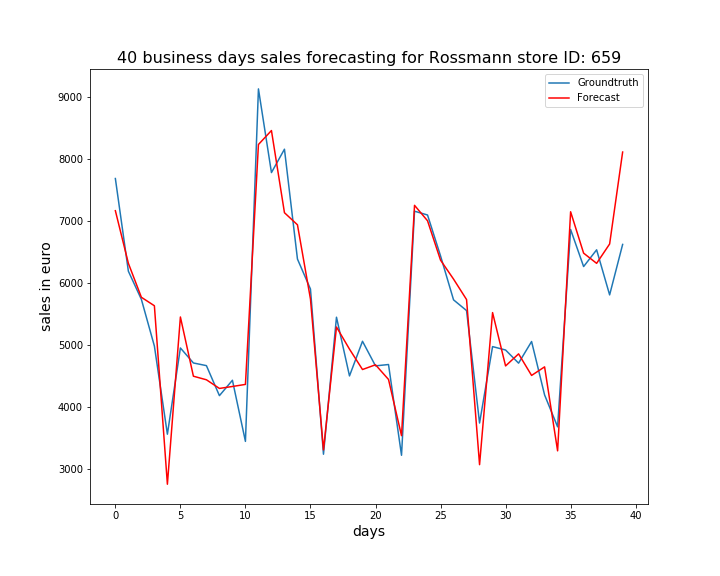 40 business days sales forecasting for Rossmann store ID: 659
Groundtruth
Forecast
9000
8000
7000
6000
5000
4000
3000
sales in euro
0 5 10 15 20 25 30 35 40
days